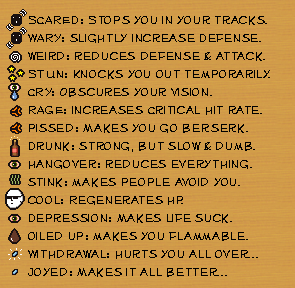 SCARED: STOPS YOU IN YOUR TRACKS.
WARY: SLIGHTLY INCREASE DEFENSE.
WEIRD: REDUCES DEFENSE & ATTACK.
STUN: KNOCKS YOU OUT TEMPORARILY.
CRY: OBSCURES YOUR VISION.
RAGE: INCREASES CRITICAL HIT RATE.
PISSED: MAKES YOU GO BERSERK.
DRUNK: STRONG, BUT SLOW & DUMB.
HANGOVER: REDUCES EVERYTHING.
STINK: MAKES PEOPLE AVOID YOU.
COOL: REGENERATES HP.
DEPRESSION: MAKES LIFE SUCK.
OILED UP: MAKES YOU FLAMMABLE.
WITHDRAWAL: HURTS YOU ALL OVER...
JOYED: MAKES IT ALL BETTER...